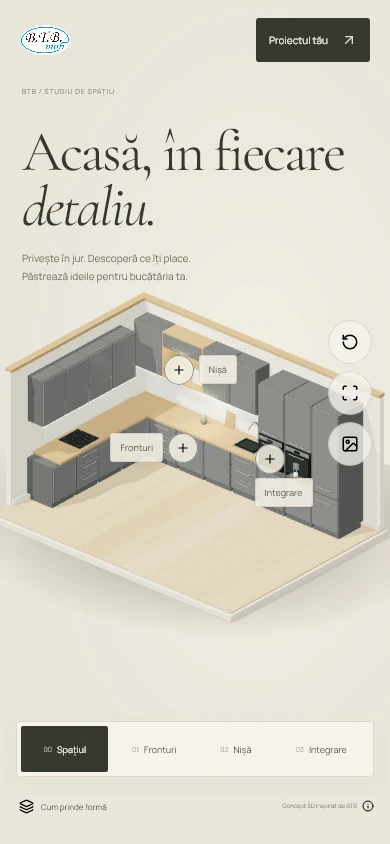 B.T.B.
mob
Proiectul tău
BTB / STUDIU DE SPAȚIU
Acasă, în fiecare
detaliu.
Privește în jur. Descoperă ce îți place.
Păstrează ideile pentru bucătăria ta.
Nișă
Fronturi
Integrare
00 Spațiul
01 Fronturi
02 Nișă
03 Integrare
Cum prinde formă
Concept 3D inspirat de BTB